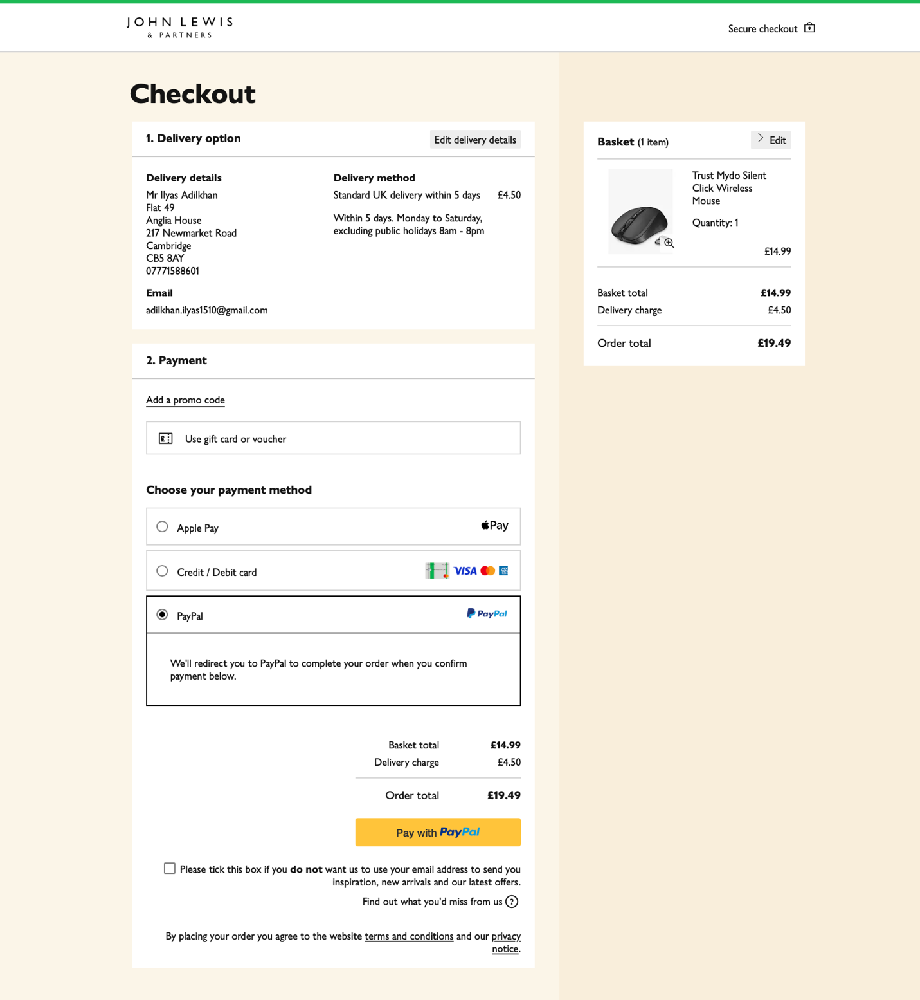 JOHN LEWIS
& PARTNERS
Secure checkout
Checkout
1. Delivery option
Edit delivery details
Delivery details
Mr Ilyas Adilkhan
Flat 49
Anglia House
217 Newmarket Road
Cambridge
CB5 8AY
07771588601
Email
adilkhan.ilyas1510@gmail.com
Delivery method
Standard UK delivery within 5 days £4.50
Within 5 days. Monday to Saturday,
excluding public holidays 8am - 8pm
2. Payment
Add a promo code
£
Use gift card or voucher
Choose your payment method
Apple Pay
Pay
Credit / Debit card
VISA
PayPal
PayPal
We'll redirect you to PayPal to complete your order when you confirm
payment below.
Basket total £14.99
Delivery charge £4.50
Order total £19.49
Pay with PayPal
Please tick this box if you do not want us to use your email address to send you
inspiration, new arrivals and our latest offers.
Find out what you'd miss from us ?
By placing your order you agree to the website terms and conditions and our privacy
notice.
Basket (1 item)
Edit
Trust Mydo Silent
Click Wireless
Mouse
Quantity: 1
£14.99
Basket total £14.99
Delivery charge £4.50
Order total £19.49